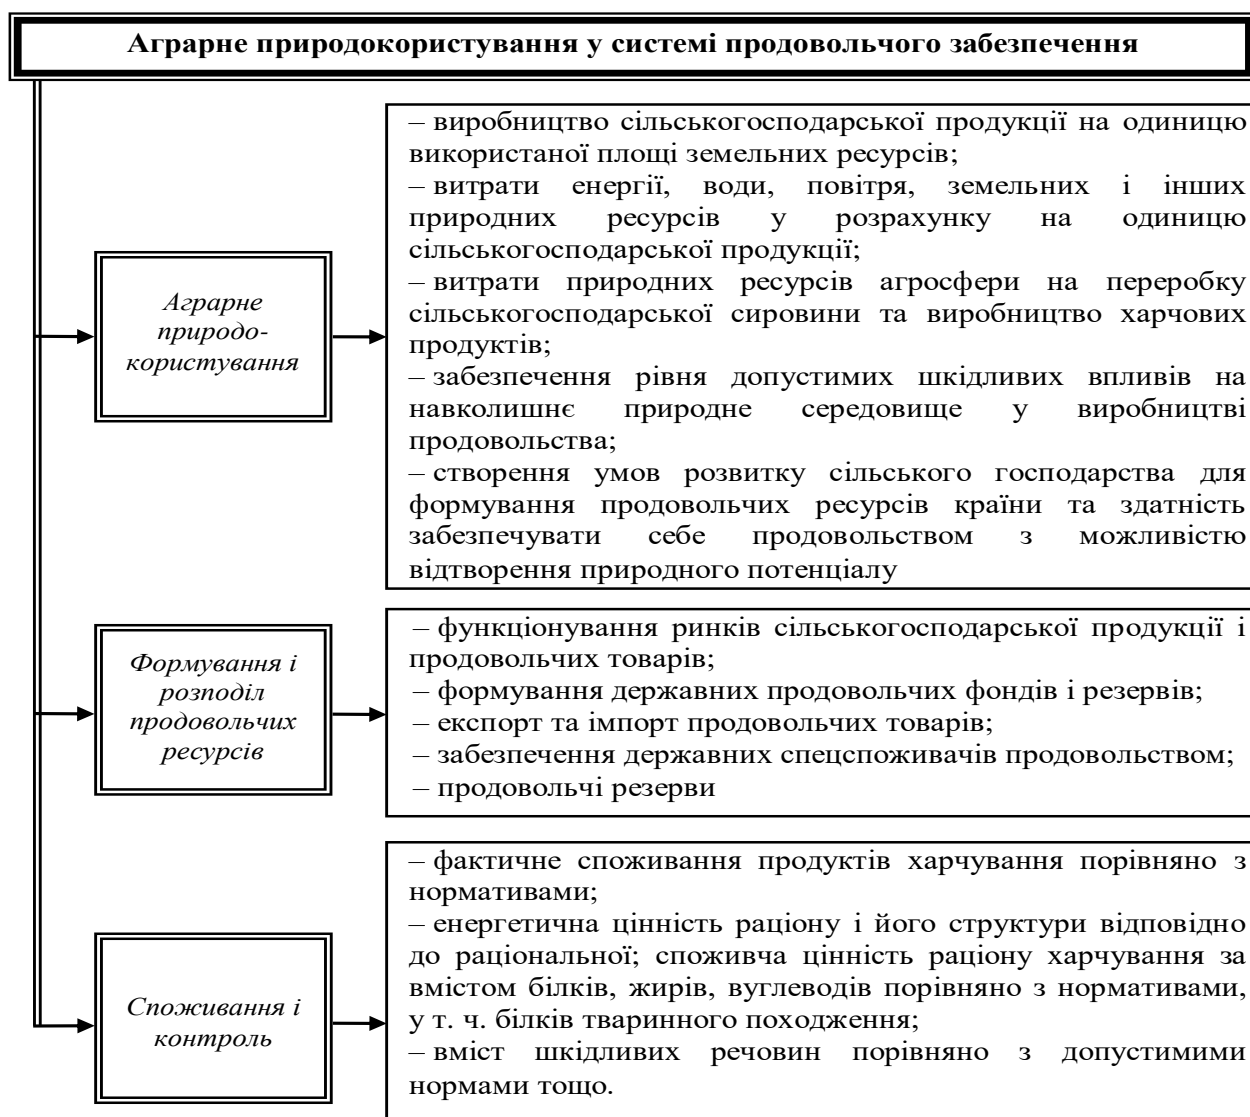 Аграрне природокористування у системі продовольчого забезпечення
Аграрне
природо-
користування
– виробництво сільськогосподарської продукції на одиницю
використаної площі земельних ресурсів;
– витрати енергії, води, повітря, земельних і інших
природних ресурсів у розрахунку на одиницю
сільськогосподарської продукції;
– витрати природних ресурсів агросфери на переробку
сільськогосподарської сировини та виробництво харчових
продуктів;
– забезпечення рівня допустимих шкідливих впливів на
навколишнє природне середовище у виробництві
продовольства;
– створення умов розвитку сільського господарства для
формування продовольчих ресурсів країни та здатність
забезпечувати себе продовольством з можливістю
відтворення природного потенціалу
Формування і
розподіл
продовольчих
ресурсів
– функціонування ринків сільськогосподарської продукції і
продовольчих товарів;
– формування державних продовольчих фондів і резервів;
– експорт та імпорт продовольчих товарів;
– забезпечення державних спецспоживачів продовольством;
– продовольчі резерви
Споживання і
контроль
– фактичне споживання продуктів харчування порівняно з
нормативами;
– енергетична цінність раціону і його структури відповідно
до раціональної; споживча цінність раціону харчування за
вмістом білків, жирів, вуглеводів порівняно з нормативами,
у т. ч. білків тваринного походження;
– вміст шкідливих речовин порівняно з допустимими
нормами тощо.